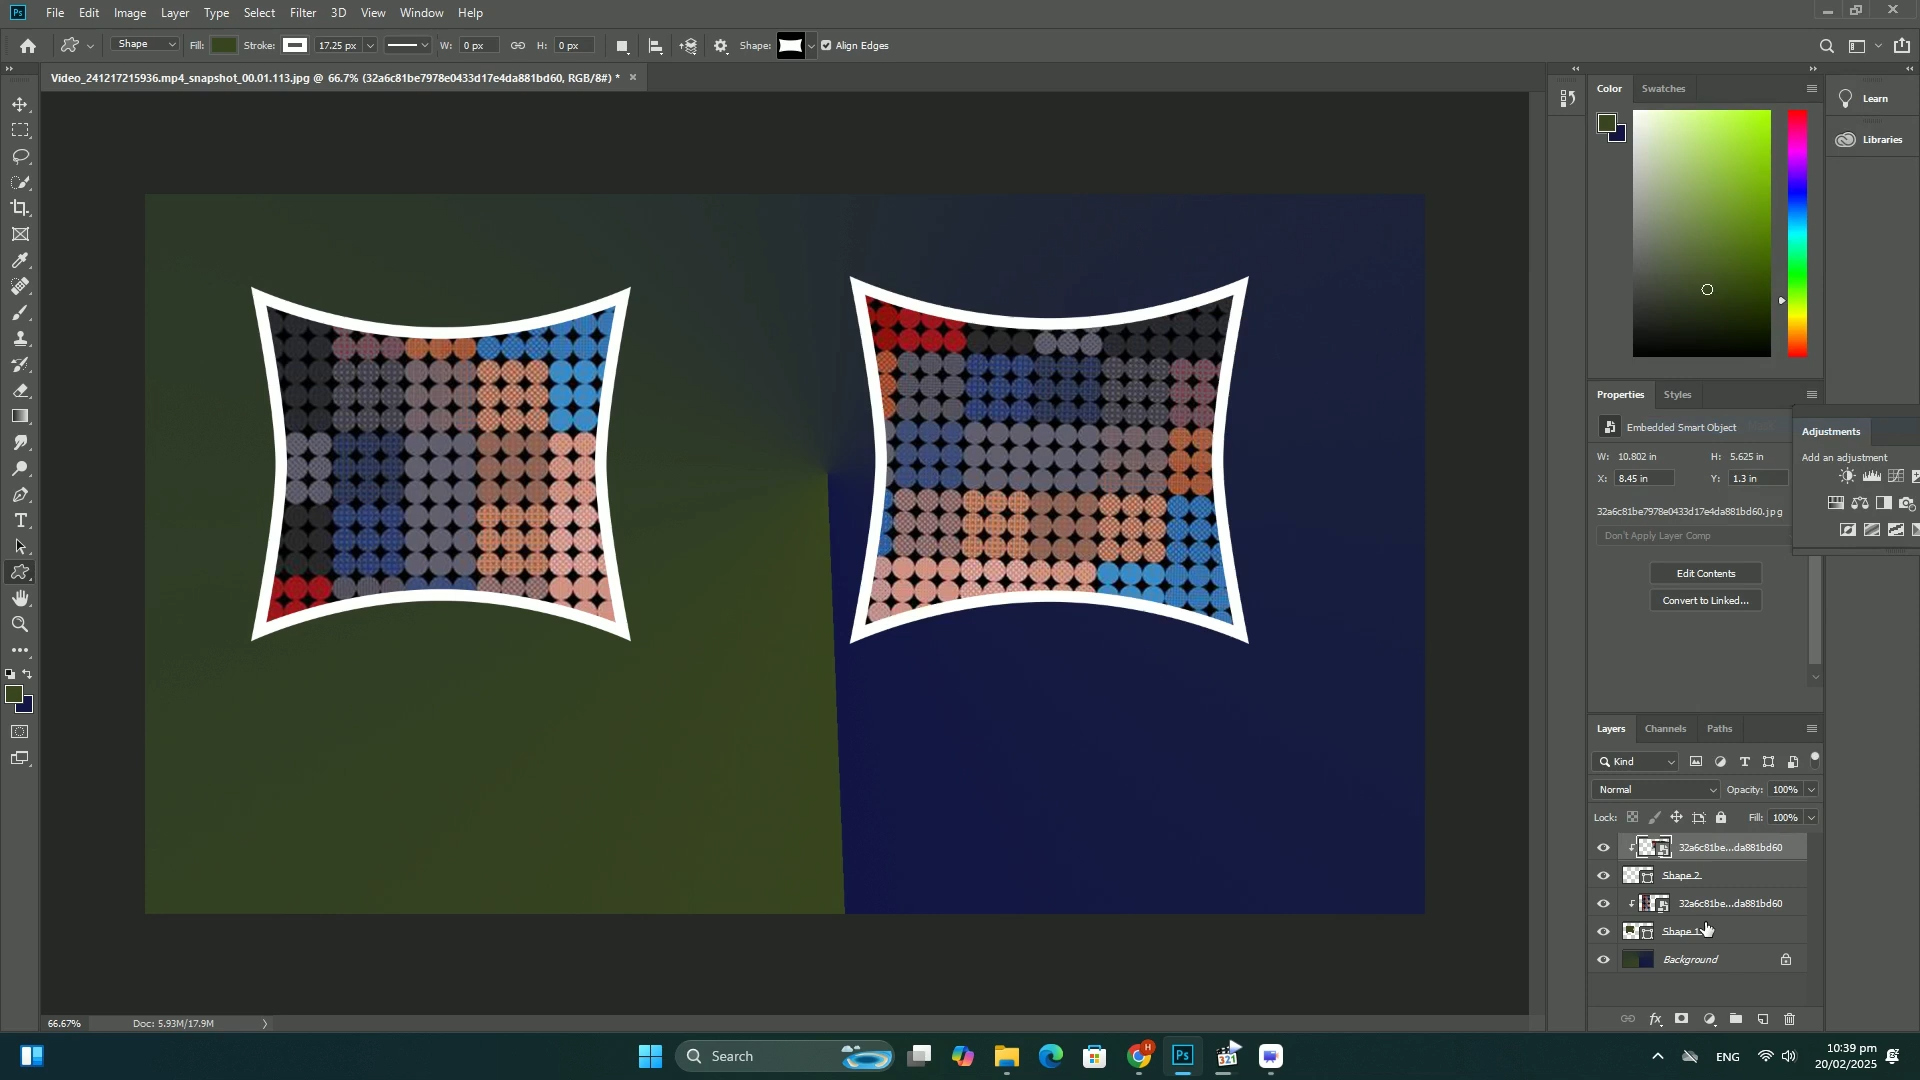 Ps File Edit Image Layer Type Select Filter 3D View Window Help
Shape Fill: Stroke: 17.25 px W: 0 px H: 0 px Shape: Align Edges
Video_241217215936.mp4_snapshot_00.01.113.jpg @ 66.7% (32a6c81be7978e0433d17e4da881bd60, RGB/8#) *
Color Swatches
Learn
Libraries
Properties Styles
Embedded Smart Object
W: 10.802 in H: 5.625 in
X: 8.45 in Y: 1.3 in
32a6c81be7978e0433d17e4da881bd60.jpg
Don't Apply Layer Comp
Edit Contents
Convert to Linked...
Adjustments
Add an adjustment
Layers Channels Paths
Kind
Normal Opacity: 100%
Lock: Fill: 100%
32a6c81be...da881bd60
Shape 2
32a6c81be...da881bd60
Shape 1
Background
66.67% Doc: 5.93M/17.9M
Search
Ps
321
ENG
10:39 pm
20/02/2025